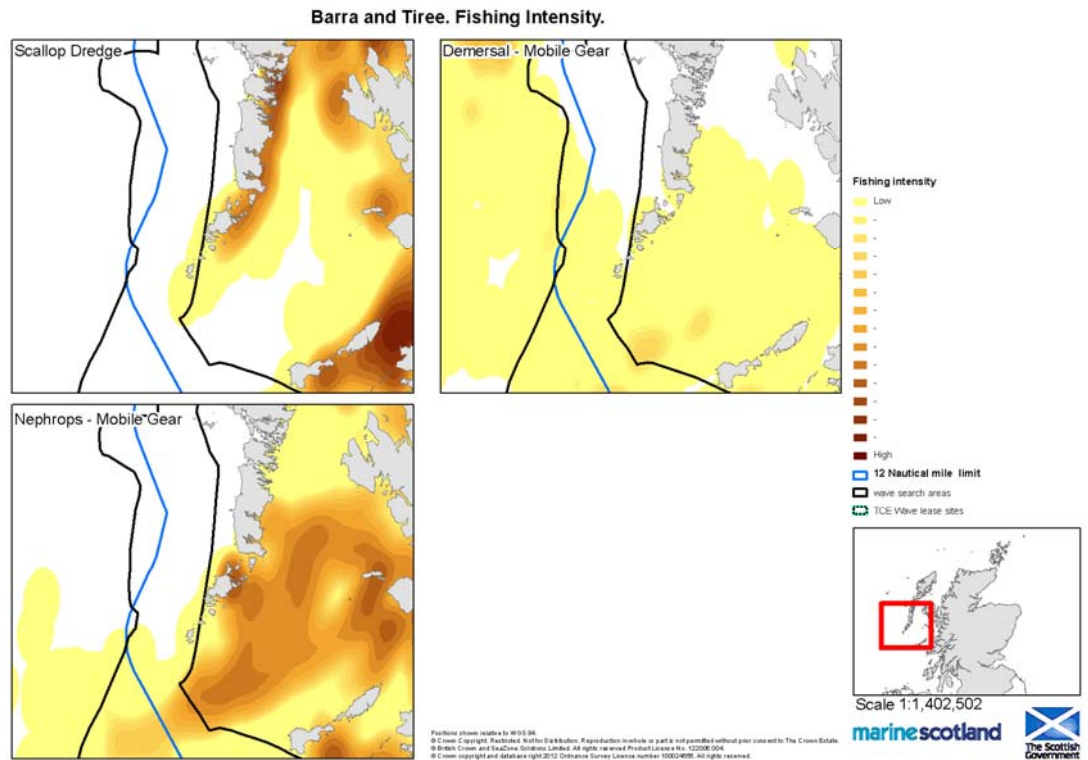 Barra and Tiree. Fishing Intensity.
Scallop Dredge
Demersal - Mobile Gear
Nephrops - Mobile Gear
Fishing intensity
Low
-
-
-
-
-
-
-
-
-
-
-
-
-
High
12 Nautical mile limit
wave search areas
TCE Wave lease sites
Scale 1:1,402,502
marinescotland
The Scottish
Government
Positions shown relative to WGS 84.
© Crown Copyright. Restricted. Not for Distribution. Reproduction in whole or part is not permitted without prior consent to The Crown Estate.
© British Crown and SeaZone Solutions Limited. All rights reserved. Product Licence No. 122006.004.
© Crown copyright and database right 2012 Ordnance Survey Licence number 100024655. All rights reserved.